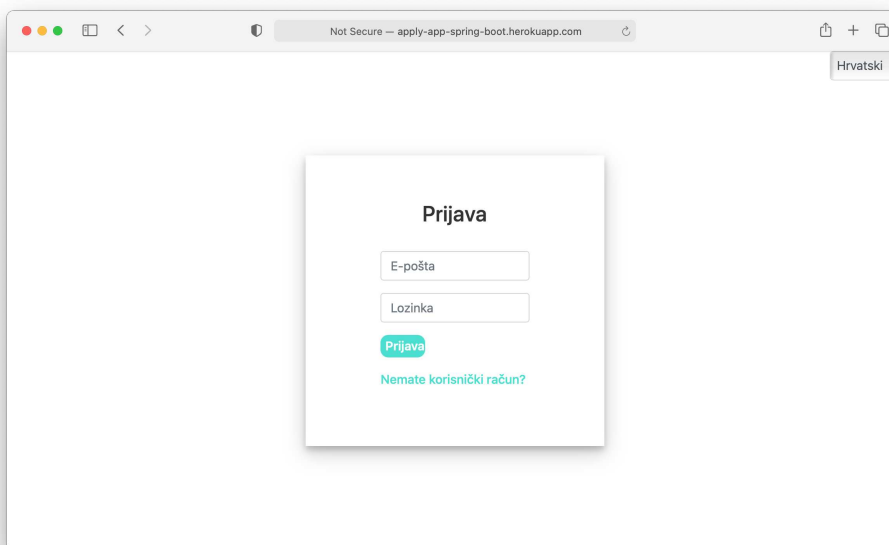 Not Secure — apply-app-spring-boot.herokuapp.com
Hrvatski
Prijava
E-pošta
Lozinka
Prijava
Nemate korisnički račun?